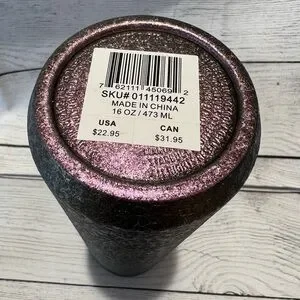 7 62111 45069 2
SKU# 011119442
MADE IN CHINA
16 OZ / 473 ML
USA CAN
$22.95 $31.95